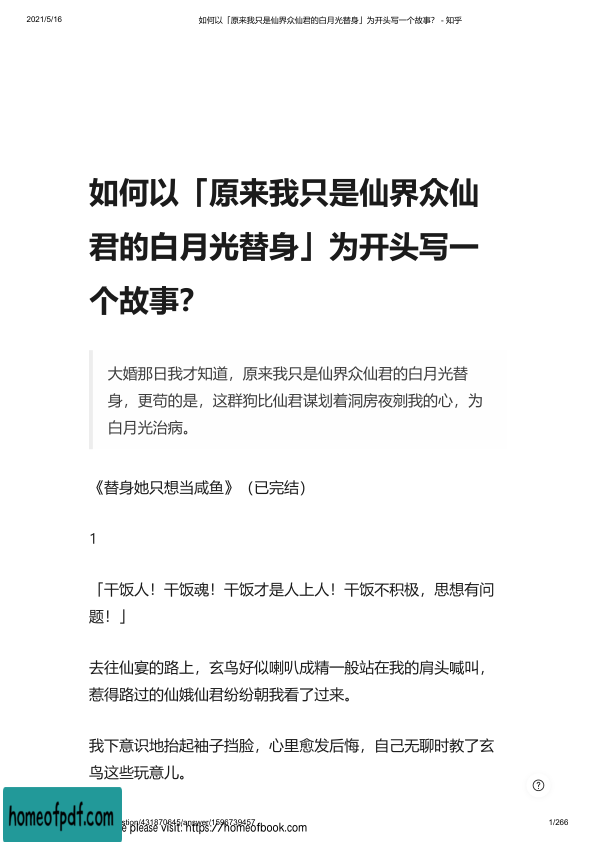 2021/5/16
如何以「原来我只是仙界众仙君的白月光替身」为开头写一个故事？ - 知乎
如何以「原来我只是仙界众仙
君的白月光替身」为开头写一
个故事？
大婚那日我才知道，原来我只是仙界众仙君的白月光替
身，更苟的是，这群狗比仙君谋划着洞房夜剜我的心，为
白月光治病。
《替身她只想当咸鱼》（已完结）
1
「干饭人！干饭魂！干饭才是人上人！干饭不积极，思想有问
题！」
去往仙宴的路上，玄鸟好似喇叭成精一般站在我的肩头喊叫，
惹得路过的仙娥仙君纷纷朝我看了过来。
我下意识地抬起袖子挡脸，心里愈发后悔，自己无聊时教了玄
鸟这些玩意儿。
homeofpdf.com
stion/431870645/answer/1596739457
1/266
please visit: https://homeofbook.com